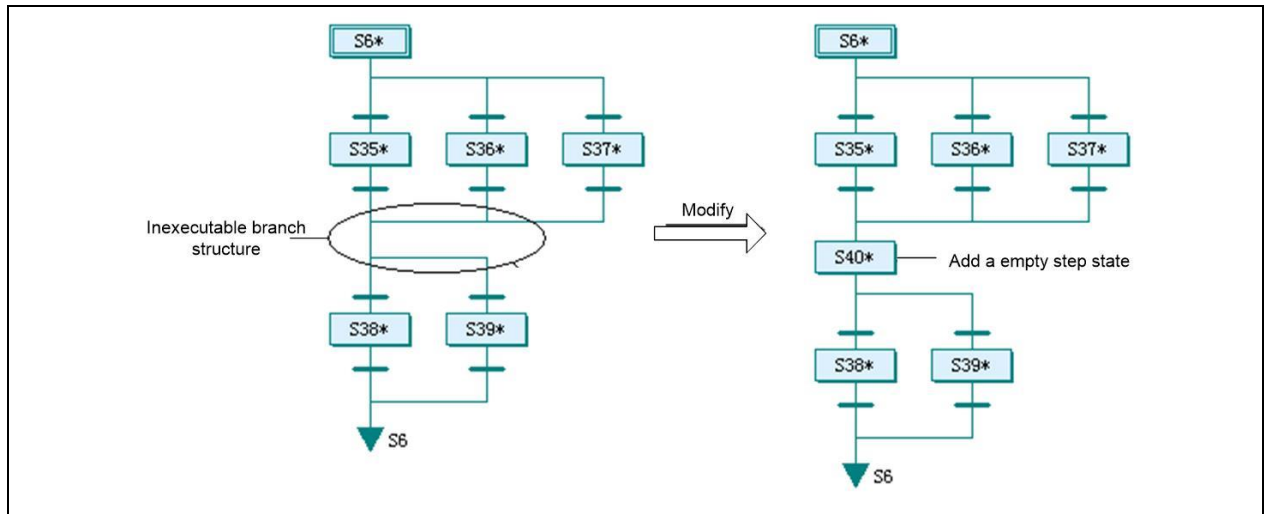 S6*
S35*
S36*
S37*
Inexecutable branch
structure
S38*
S39*
S6
Modify
S6*
S35*
S36*
S37*
S40*
Add a empty step state
S38*
S39*
S6